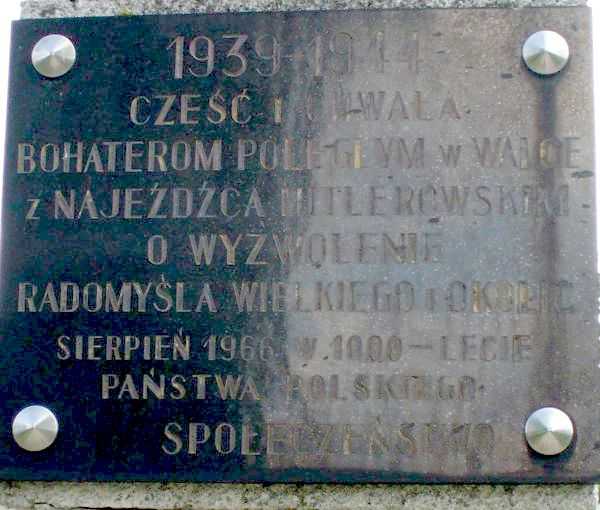 1939-1944
CZEŚĆ I CHWAŁA
BOHATEROM POLEGŁYM W WALCE
z NAJEŹDŹCĄ HITLEROWSKIM
O WYZWOLENIE
RADOMYŚLA WIELKIEGO i OKOLIC
SIERPIEŃ 1966 W 1000-LECIE
PAŃSTWA POLSKIEGO
SPOŁECZEŃSTWO